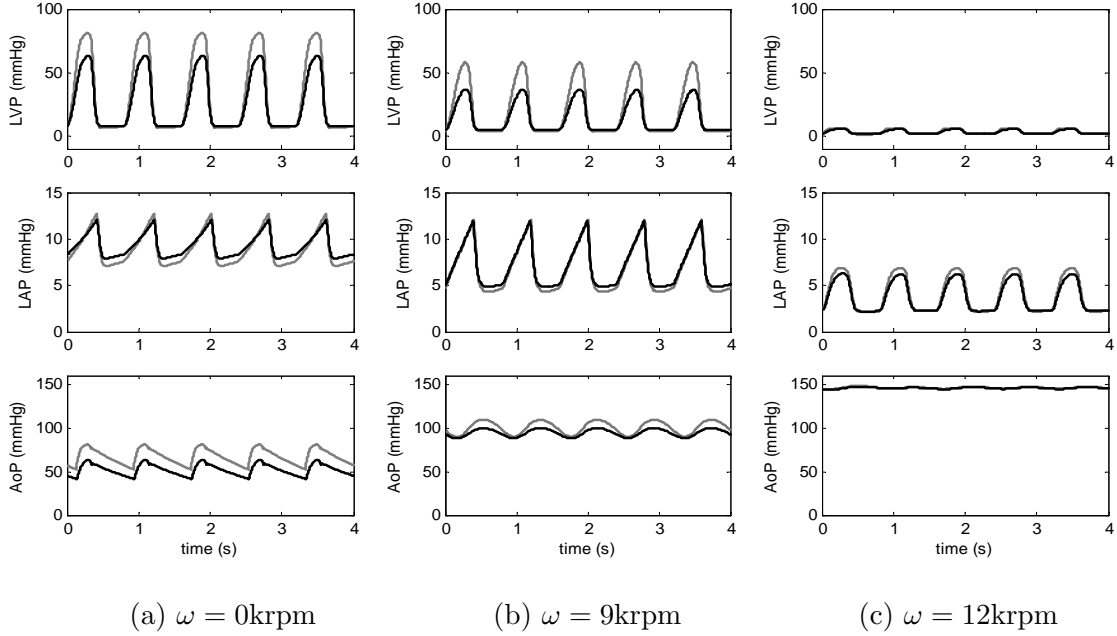 LVP (mmHg)
100
50
0
0 1 2 3 4
LVP (mmHg)
100
50
0
0 1 2 3 4
LVP (mmHg)
100
50
0
0 1 2 3 4
LAP (mmHg)
15
10
5
0
0 1 2 3 4
LAP (mmHg)
15
10
5
0
0 1 2 3 4
LAP (mmHg)
15
10
5
0
0 1 2 3 4
AoP (mmHg)
150
100
50
0
0 1 2 3 4
time (s)
AoP (mmHg)
150
100
50
0
0 1 2 3 4
time (s)
AoP (mmHg)
150
100
50
0
0 1 2 3 4
time (s)
(a) ω = 0krpm
(b) ω = 9krpm
(c) ω = 12krpm